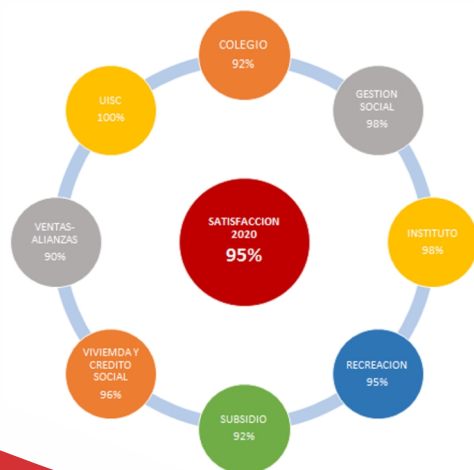 COLEGIO
92%
GESTION
SOCIAL
98%
INSTITUTO
98%
RECREACION
95%
SUBSIDIO
92%
VIVIEMDA Y
CREDITO
SOCIAL
96%
VENTAS-
ALIANZAS
90%
UISC
100%
SATISFACCION
2020
95%